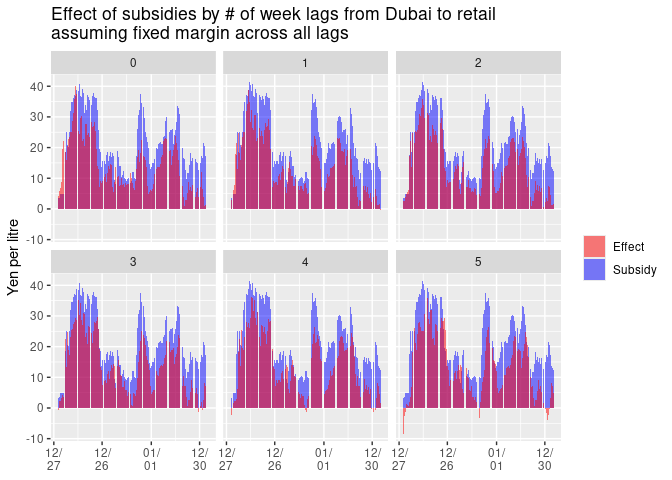 Effect of subsidies by # of week lags from Dubai to retail
assuming fixed margin across all lags
0 1 2
40
30
20
10
0
-10
3 4 5
40
30
20
10
0
-10
Yen per litre
12/ 12/ 01/ 12/ 12/ 12/ 01/ 12/ 12/ 12/ 01/ 12/
27 26 01 30 27 26 01 30 27 26 01 30
Effect
Subsidy